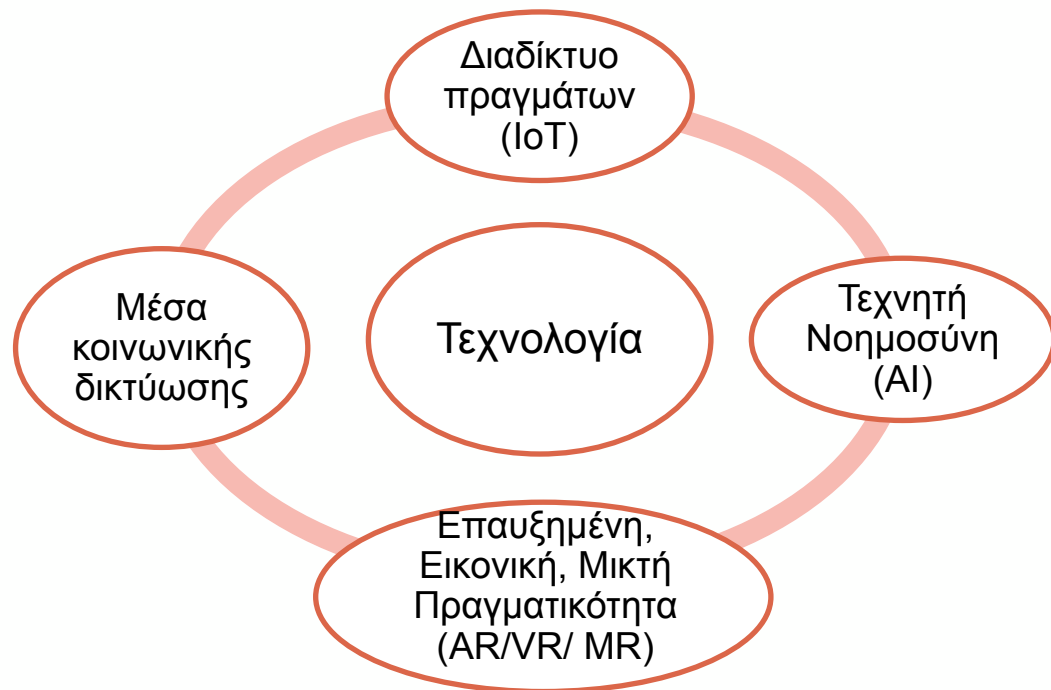 Διαδίκτυο
πραγμάτων
(IoT)
Μέσα
κοινωνικής
δικτύωσης
Τεχνολογία
Τεχνητή
Νοημοσύνη
(AI)
Επαυξημένη,
Εικονική, Μικτή
Πραγματικότητα
(AR/VR/ MR)